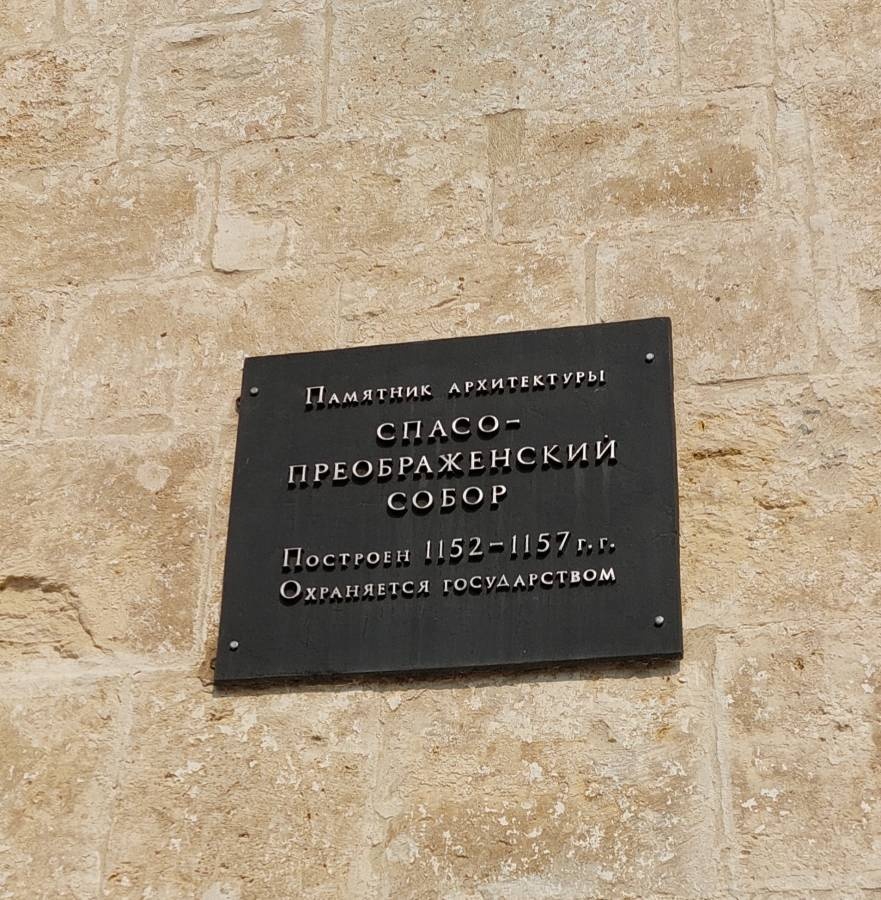 Памятник архитектуры
СПАСО-
ПРЕОБРАЖЕНСКИЙ
СОБОР
Построен 1152-1157 г.г.
Охраняется государством